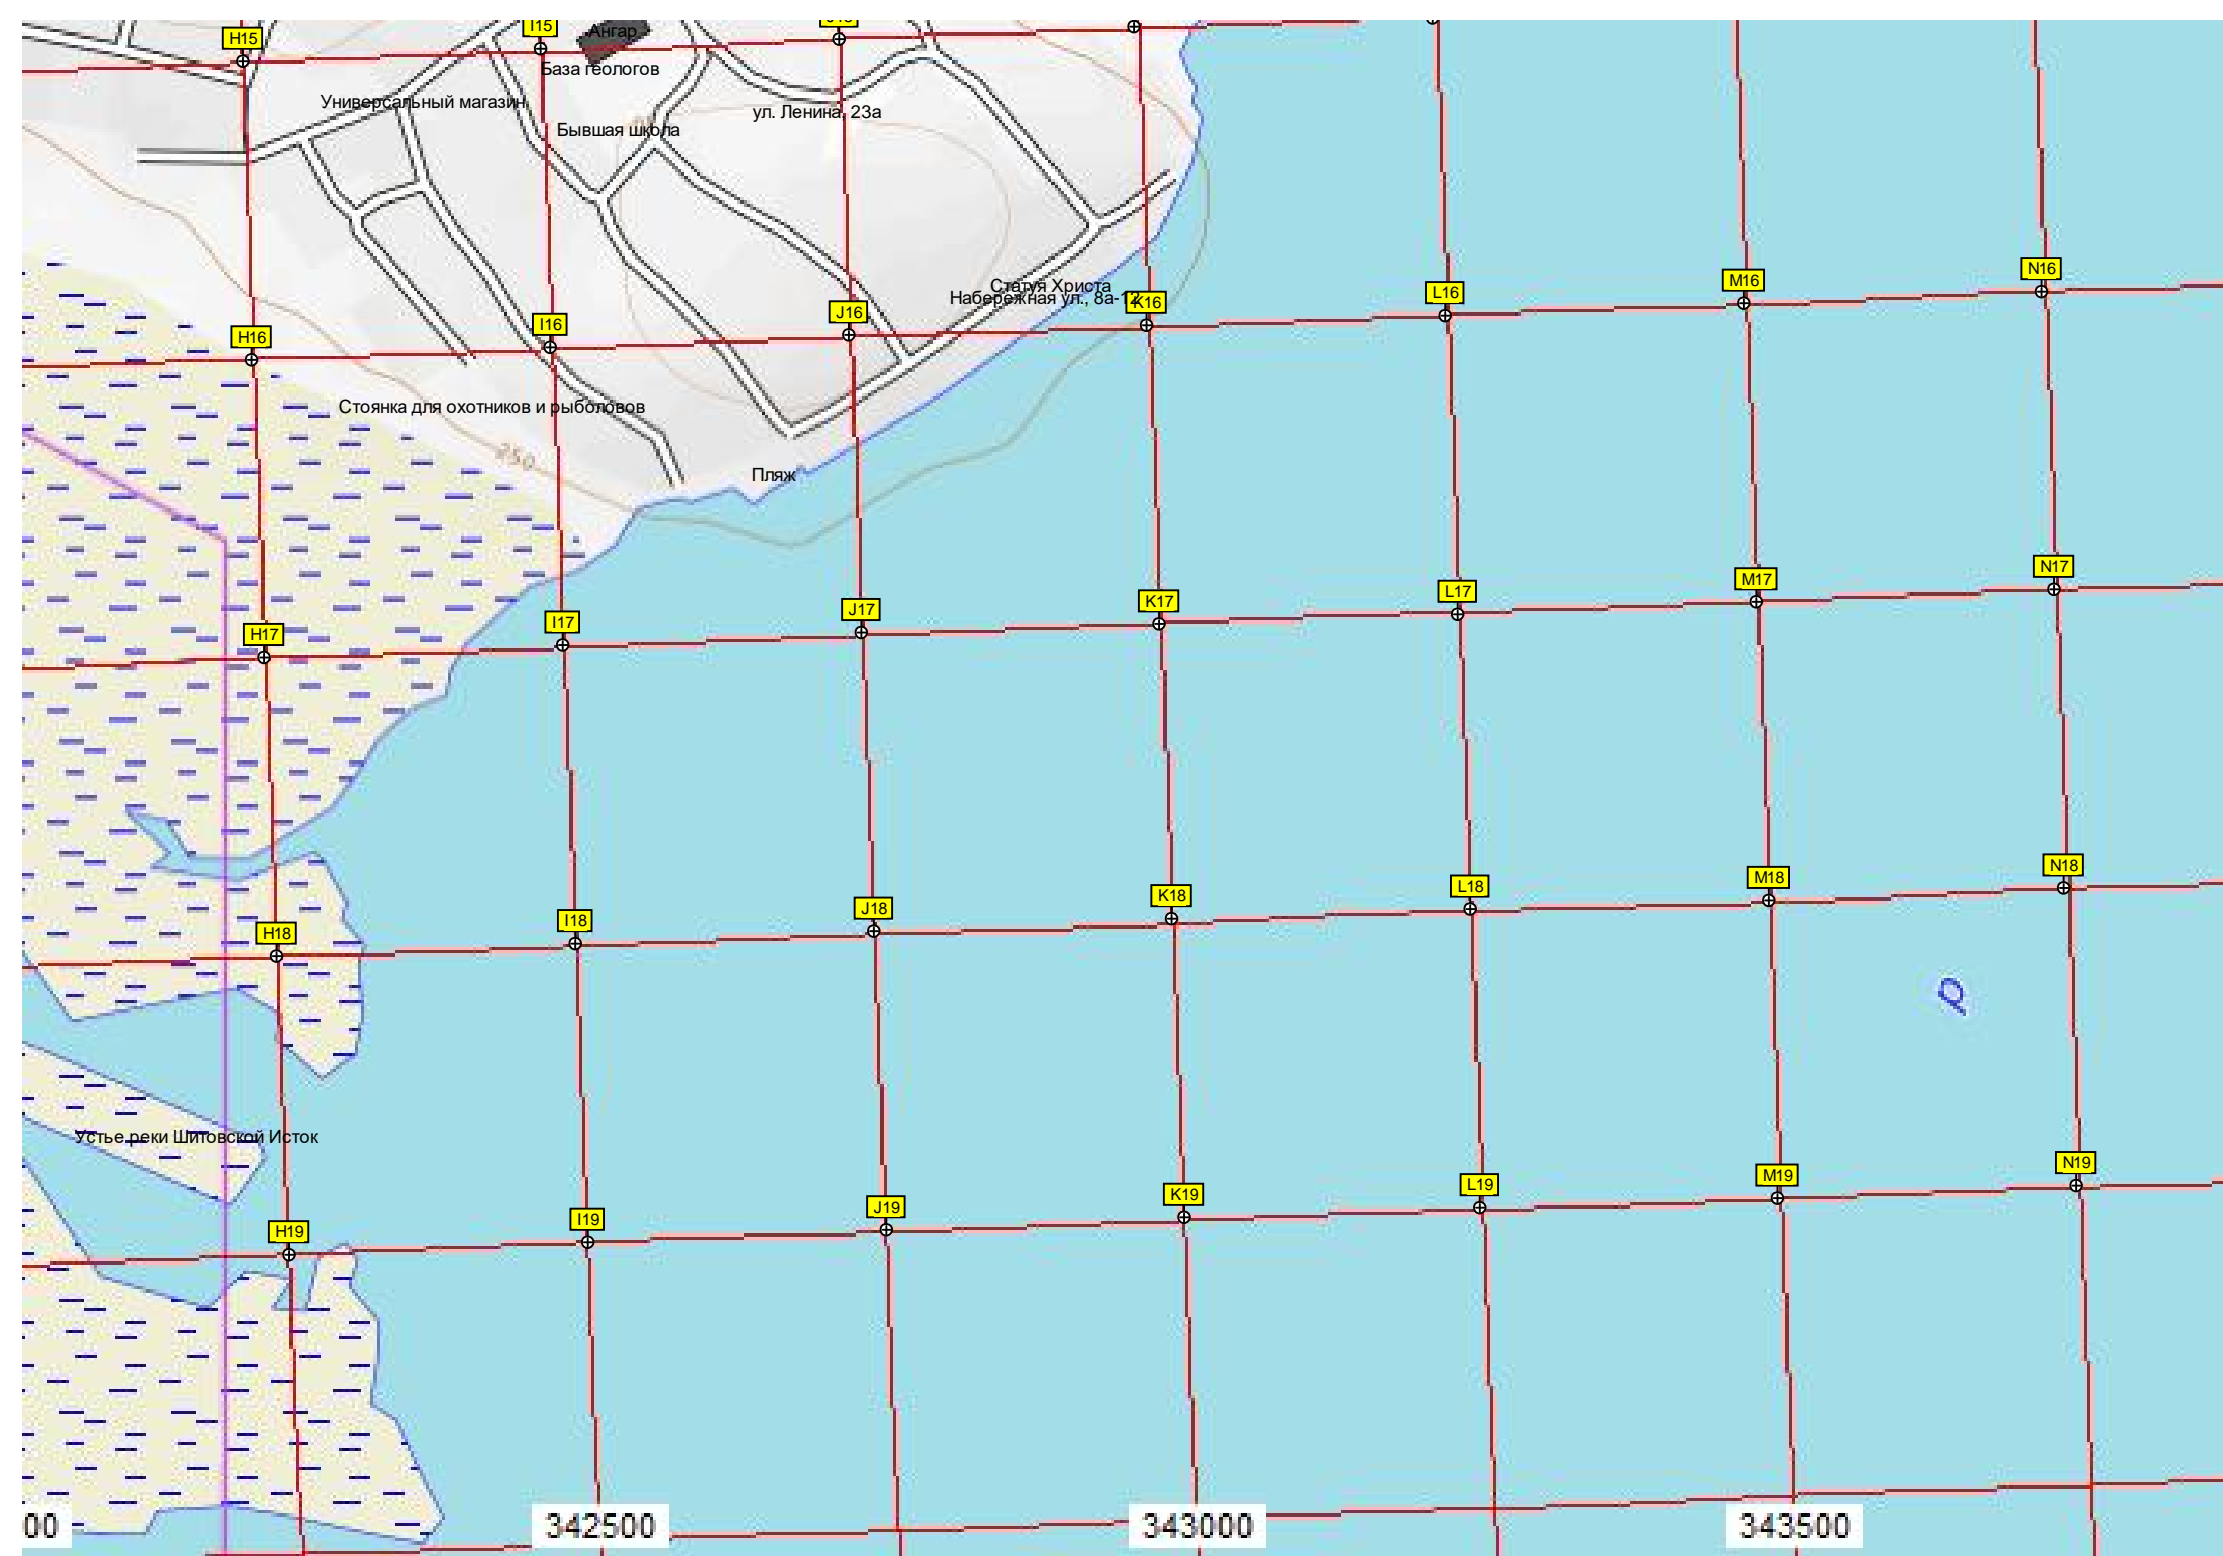 I15
H15
Ангар
База геологов
Универсальный магазин
ул. Ленина, 23а
Бывшая школа
N16
M16
Статуя Христа
L16
Набережная ул., 8а-12
K16
J16
I16
H16
Стоянка для охотников и рыболовов
250
Пляж
N17
M17
L17
K17
J17
I17
H17
N18
M18
L18
K18
J18
I18
H18
р
Устье реки Шитовской Исток
N19
M19
L19
K19
J19
I19
H19
00
342500
343000
343500